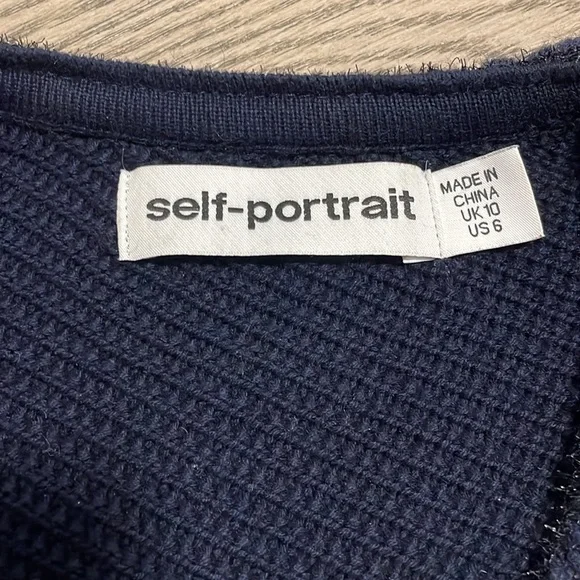 self-portrait
MADE IN
CHINA
UK 10
US 6